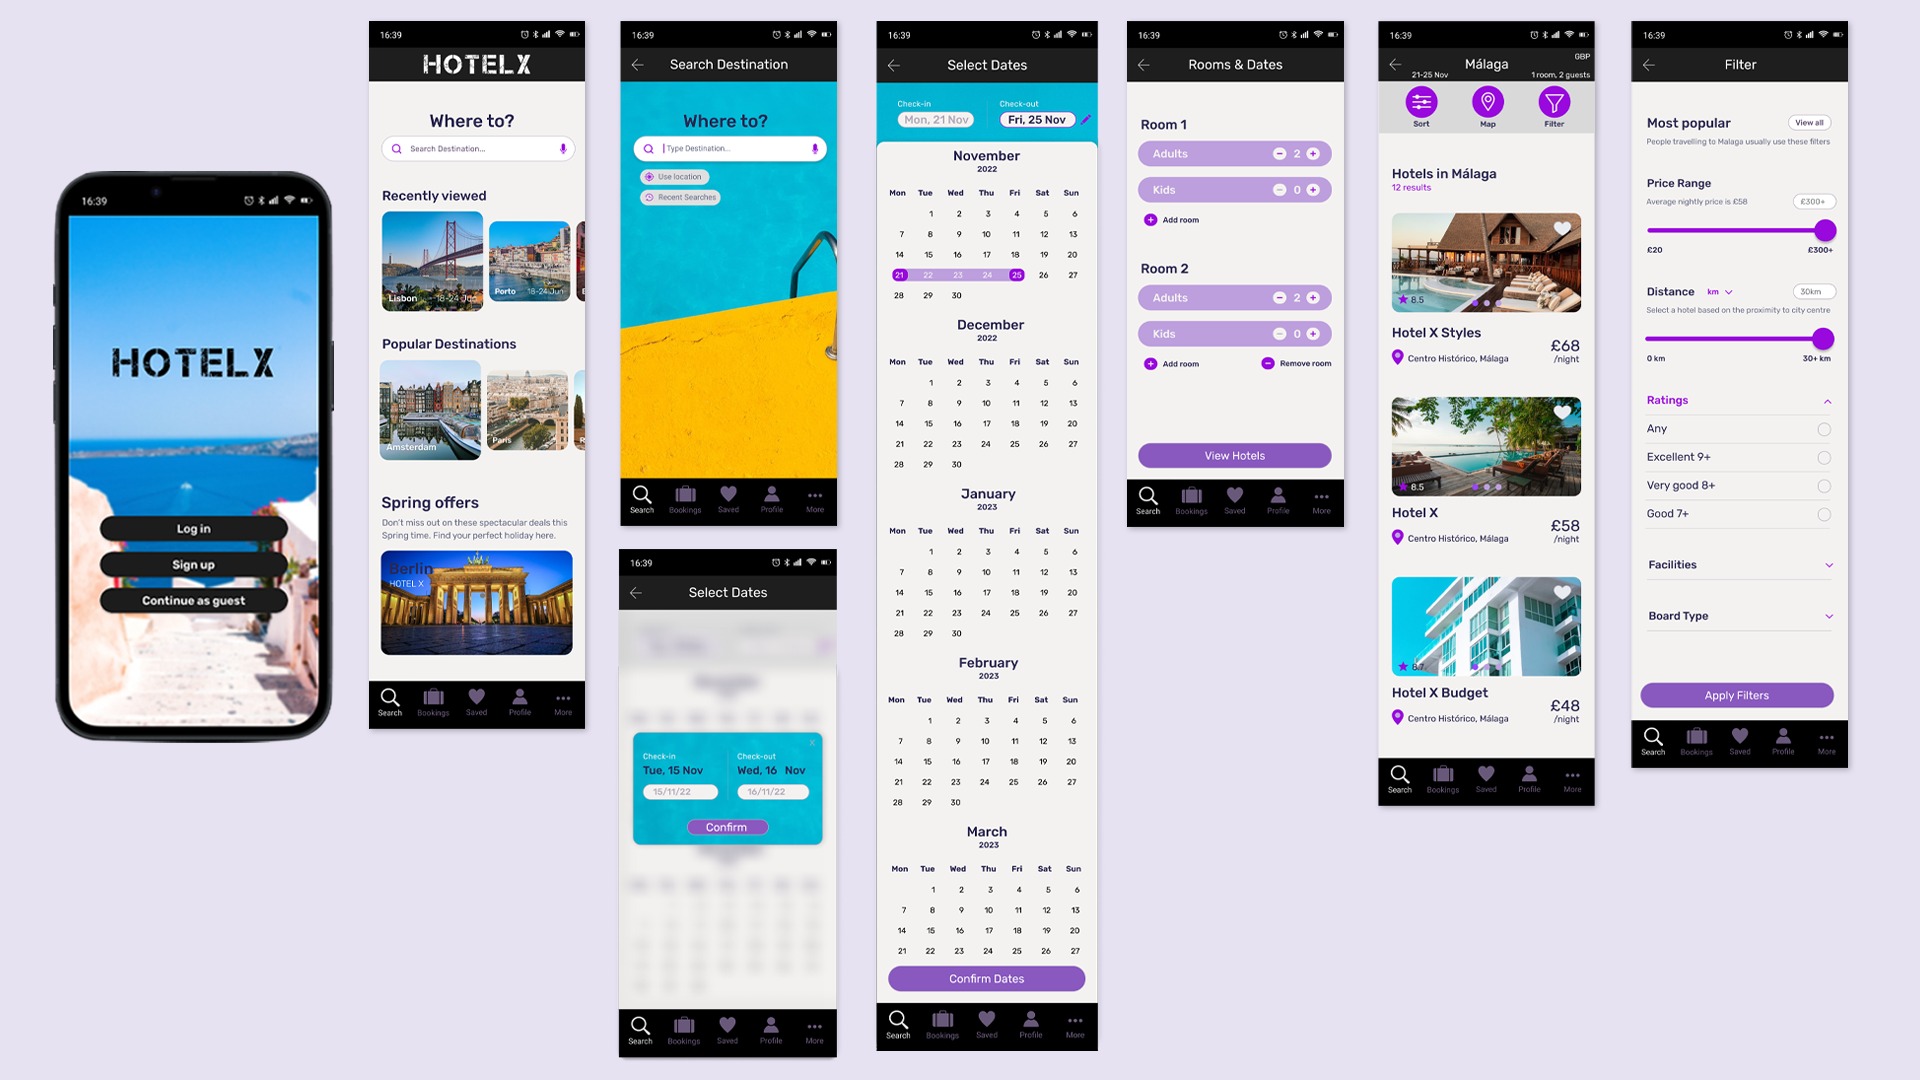 16:39
HOTEL X
Log in
Sign up
Continue as guest
16:39
HOTEL X
Where to?
Search Destination...
Recently viewed
Lisbon 18-24 Jun
Porto 18-24 Jun
Popular Destinations
Amsterdam
Paris
R
Spring offers
Don't miss out on these spectacular deals this
Spring time. Find your perfect holiday here.
Berlin
HOTEL X
Search Bookings Saved Profile More
16:39
Search Destination
Where to?
Type Destination...
Use location
Recent Searches
Search Bookings Saved Profile More
16:39
Select Dates
x
Check-in Check-out
Tue, 15 Nov Wed, 16 Nov
15/11/22 16/11/22
Confirm
Search Bookings Saved Profile More
16:39
Select Dates
Check-in Check-out
Mon, 21 Nov Fri, 25 Nov
November
2022
Mon Tue Wed Thu Fri Sat Sun
1 2 3 4 5 6
7 8 9 10 11 12 13
14 15 16 17 18 19 20
21 22 23 24 25 26 27
28 29 30
December
2022
Mon Tue Wed Thu Fri Sat Sun
1 2 3 4 5 6
7 8 9 10 11 12 13
14 15 16 17 18 19 20
21 22 23 24 25 26 27
28 29 30
January
2023
Mon Tue Wed Thu Fri Sat Sun
1 2 3 4 5 6
7 8 9 10 11 12 13
14 15 16 17 18 19 20
21 22 23 24 25 26 27
28 29 30
February
2023
Mon Tue Wed Thu Fri Sat Sun
1 2 3 4 5 6
7 8 9 10 11 12 13
14 15 16 17 18 19 20
21 22 23 24 25 26 27
28 29 30
March
2023
Mon Tue Wed Thu Fri Sat Sun
1 2 3 4 5 6
7 8 9 10 11 12 13
14 15 16 17 18 19 20
21 22 23 24 25 26 27
Confirm Dates
Search Bookings Saved Profile More
16:39
Rooms & Dates
Room 1
Adults 2
Kids 0
Add room
Room 2
Adults 2
Kids 0
Add room Remove room
View Hotels
Search Bookings Saved Profile More
16:39
GBP
Málaga
21-25 Nov 1 room, 2 guests
Sort Map Filter
Hotels in Málaga
12 results
8.5
Hotel X Styles
£68
Centro Histórico, Málaga
/night
8.5
Hotel X
£58
Centro Histórico, Málaga
/night
8.7
Hotel X Budget
£48
Centro Histórico, Málaga
/night
Search Bookings Saved Profile More
16:39
Filter
Most popular View all
People travelling to Malaga usually use these filters
Price Range
Average nightly price is £58 £300+
£20 £300+
Distance km 30km
Select a hotel based on the proximity to city centre
0 km 30+ km
Ratings
Any
Excellent 9+
Very good 8+
Good 7+
Facilities
Board Type
Apply Filters
Search Bookings Saved Profile More